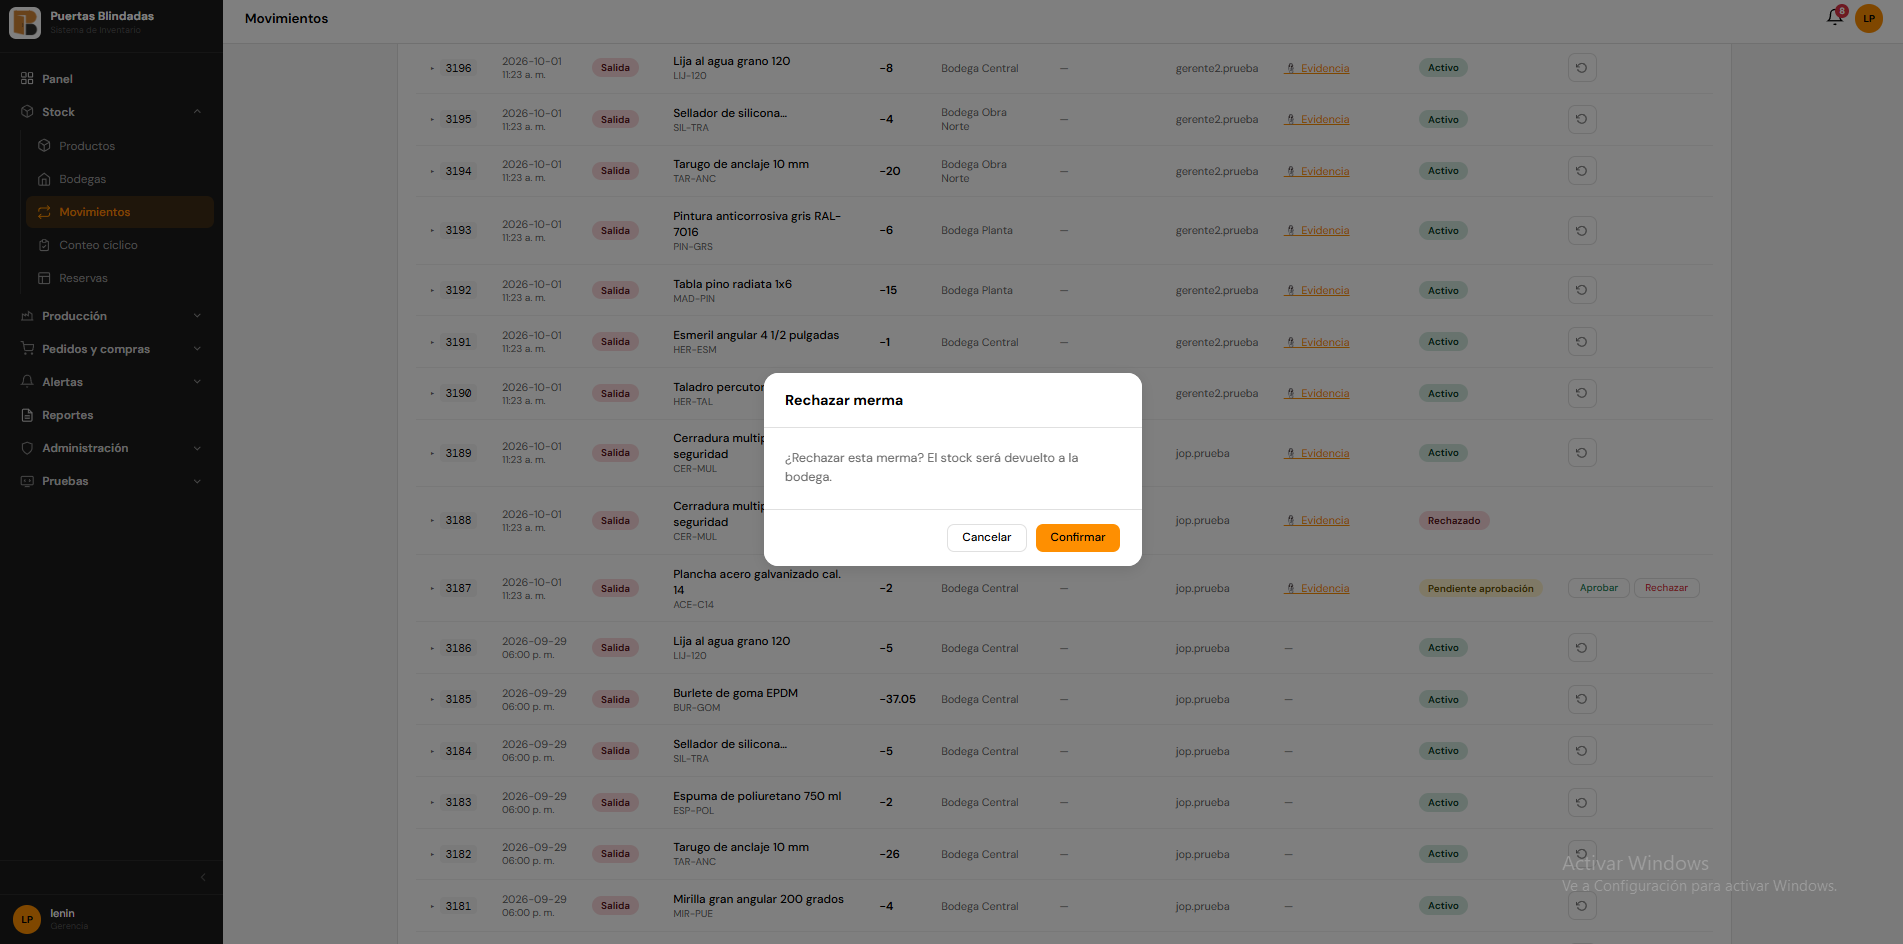 Puertas Blindadas
Sistema de Inventario
Movimientos
8
LP
Panel
Stock
Productos
Bodegas
Movimientos
Conteo cíclico
Reservas
Producción
Pedidos y compras
Alertas
Reportes
Administración
Pruebas
3196 2026-10-01 11:23 a. m. Salida Lija al agua grano 120 LIJ-120 -8 Bodega Central — gerente2.prueba Evidencia Activo
3195 2026-10-01 11:23 a. m. Salida Sellador de silicona... SIL-TRA -4 Bodega Obra Norte — gerente2.prueba Evidencia Activo
3194 2026-10-01 11:23 a. m. Salida Tarugo de anclaje 10 mm TAR-ANC -20 Bodega Obra Norte — gerente2.prueba Evidencia Activo
3193 2026-10-01 11:23 a. m. Salida Pintura anticorrosiva gris RAL-7016 PIN-GRS -6 Bodega Planta — gerente2.prueba Evidencia Activo
3192 2026-10-01 11:23 a. m. Salida Tabla pino radiata 1x6 MAD-PIN -15 Bodega Planta — gerente2.prueba Evidencia Activo
3191 2026-10-01 11:23 a. m. Salida Esmeril angular 4 1/2 pulgadas HER-ESM -1 Bodega Central — gerente2.prueba Evidencia Activo
3190 2026-10-01 11:23 a. m. Salida Taladro percutor HER-TAL gerente2.prueba Evidencia Activo
3189 2026-10-01 11:23 a. m. Salida Cerradura multip seguridad CER-MUL jop.prueba Evidencia Activo
3188 2026-10-01 11:23 a. m. Salida Cerradura multip seguridad CER-MUL jop.prueba Evidencia Rechazado
3187 2026-10-01 11:23 a. m. Salida Plancha acero galvanizado cal. 14 ACE-C14 -2 Bodega Central — jop.prueba Evidencia Pendiente aprobación Aprobar Rechazar
3186 2026-09-29 06:00 p. m. Salida Lija al agua grano 120 LIJ-120 -5 Bodega Central — jop.prueba — Activo
3185 2026-09-29 06:00 p. m. Salida Burlete de goma EPDM BUR-GOM -37.05 Bodega Central — jop.prueba — Activo
3184 2026-09-29 06:00 p. m. Salida Sellador de silicona... SIL-TRA -5 Bodega Central — jop.prueba — Activo
3183 2026-09-29 06:00 p. m. Salida Espuma de poliuretano 750 ml ESP-POL -2 Bodega Central — jop.prueba — Activo
3182 2026-09-29 06:00 p. m. Salida Tarugo de anclaje 10 mm TAR-ANC -26 Bodega Central — jop.prueba — Activo
3181 2026-09-29 06:00 p. m. Salida Mirilla gran angular 200 grados MIR-PUE -4 Bodega Central — jop.prueba — Activo
Rechazar merma
¿Rechazar esta merma? El stock será devuelto a la
bodega.
Cancelar
Confirmar
Activar Windows
Ve a Configuración para activar Windows.
LP
lenin
Gerencia